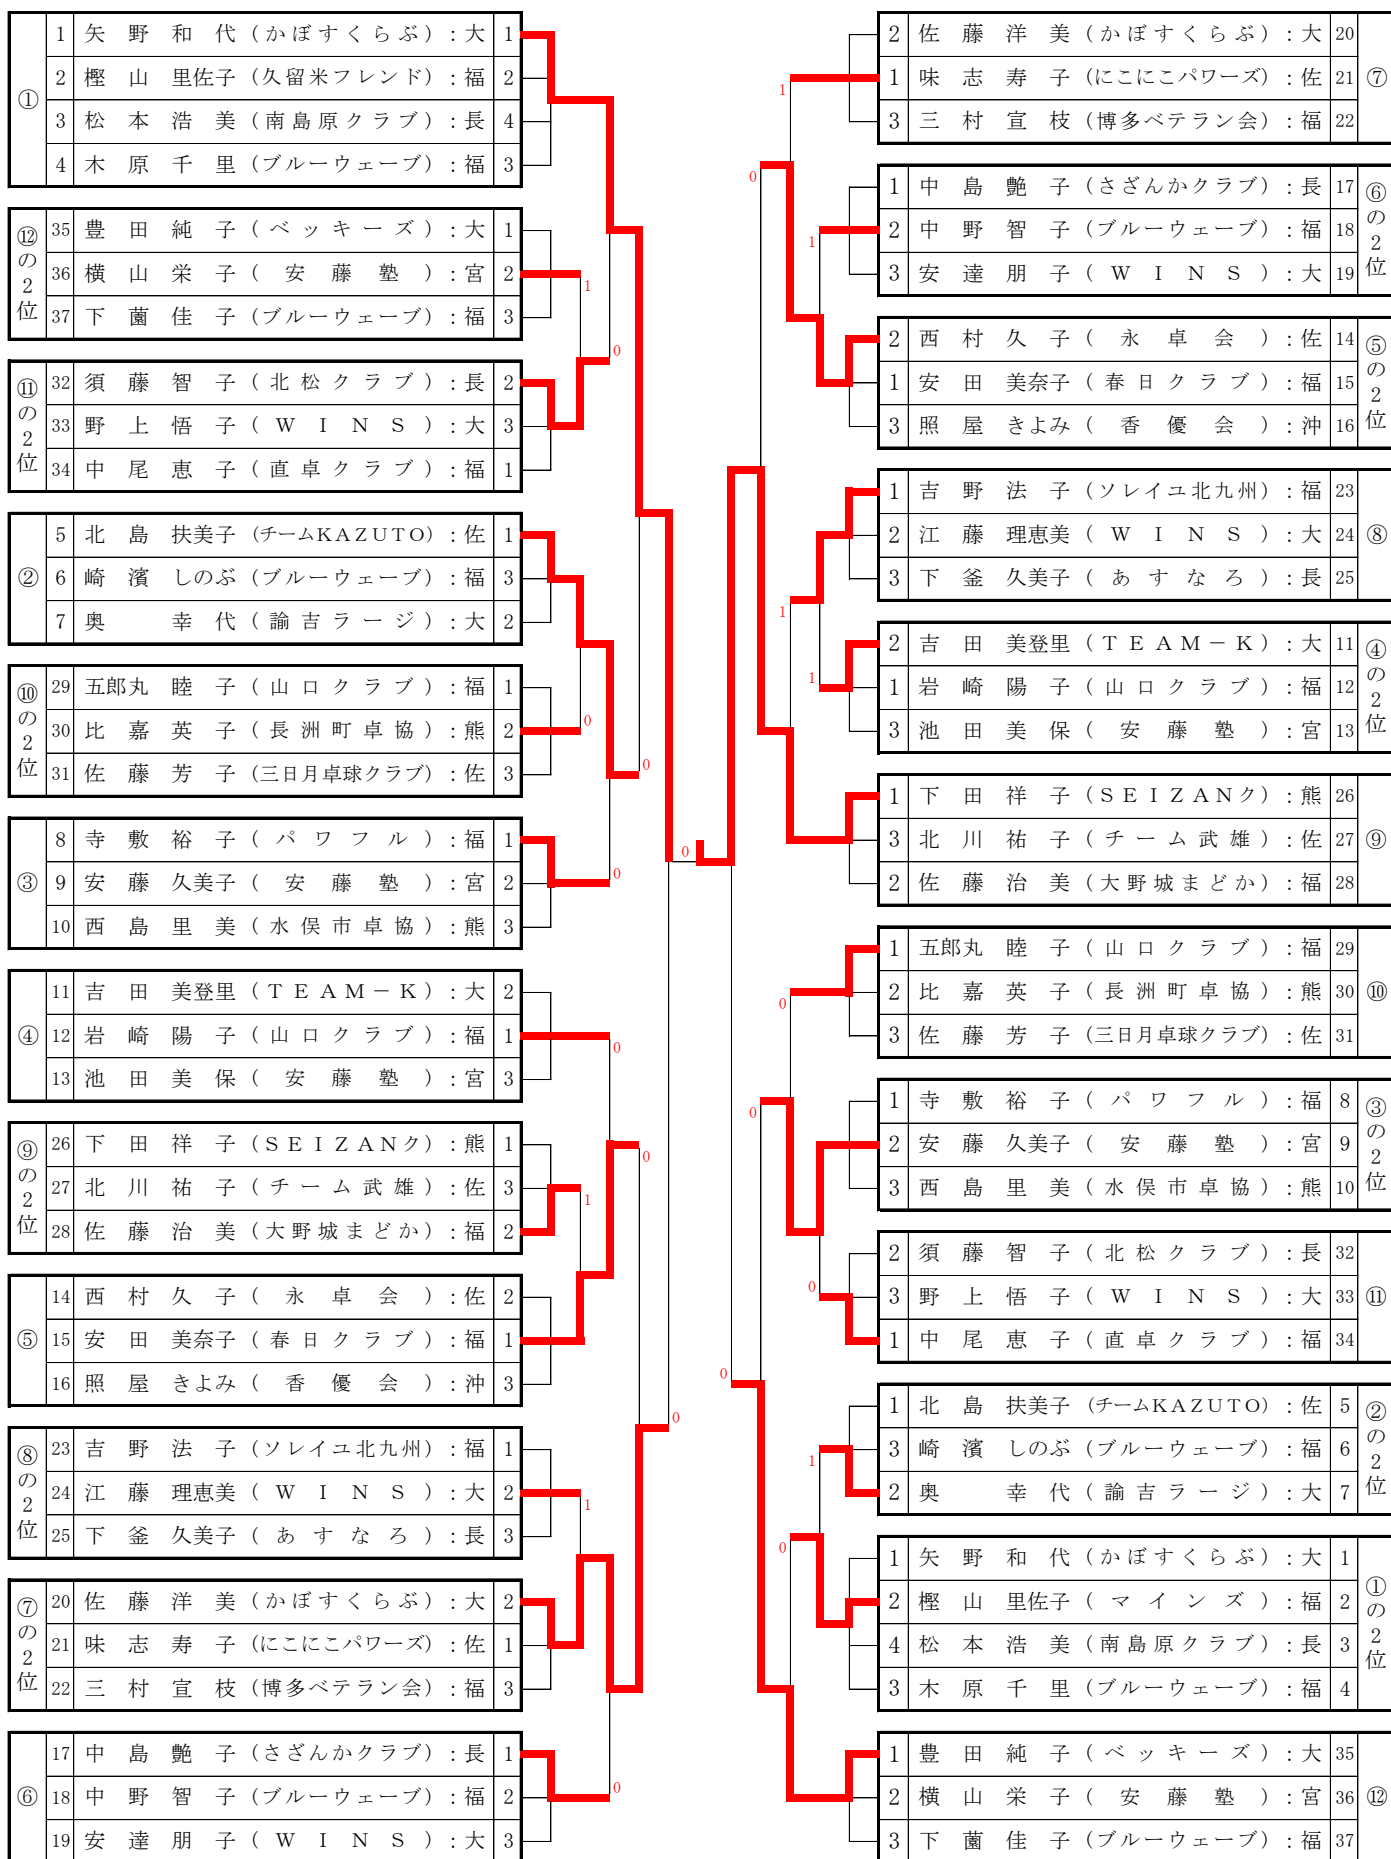 ①
1 矢野和代(かぼすくらぶ):大 1
2 樫山里佐子(久留米フレンド):福 2
3 松本浩美(南島原クラブ):長 4
4 木原千里(ブルーウェーブ):福 3
⑫の2位
35 豊田純子(ベッキーズ):大 1
36 横山栄子(安藤塾):宮 2
37 下薗佳子(ブルーウェーブ):福 3
1
0
⑪の2位
32 須藤智子(北松クラブ):長 2
33 野上悟子(WINS):大 3
34 中尾恵子(直卓クラブ):福 1
②
5 北島扶美子(チームKAZUTO):佐 1
6 崎濱しのぶ(ブルーウェーブ):福 3
7 奥幸代(諭吉ラージ):大 2
⑩の2位
29 五郎丸睦子(山口クラブ):福 1
30 比嘉英子(長洲町卓協):熊 2
31 佐藤芳子(三日月卓球クラブ):佐 3
0
0
③
8 寺敷裕子(パワフル):福 1
9 安藤久美子(安藤塾):宮 2
10 西島里美(水俣市卓協):熊 3
0
0
④
11 吉田美登里(TEAM-K):大 2
12 岩崎陽子(山口クラブ):福 1
13 池田美保(安藤塾):宮 3
0
⑨の2位
26 下田祥子(SEIZANク):熊 1
27 北川祐子(チーム武雄):佐 3
28 佐藤治美(大野城まどか):福 2
0
1
⑤
14 西村久子(永卓会):佐 2
15 安田美奈子(春日クラブ):福 1
16 照屋きよみ(香優会):沖 3
0
⑧の2位
23 吉野法子(ソレイユ北九州):福 1
24 江藤理恵美(WINS):大 2
25 下釜久美子(あすなろ):長 3
1
⑦の2位
20 佐藤洋美(かぼすくらぶ):大 2
21 味志寿子(にこにこパワーズ):佐 1
22 三村宣枝(博多ベテラン会):福 3
⑥
17 中島艶子(さざんかクラブ):長 1
18 中野智子(ブルーウェーブ):福 2
19 安達朋子(WINS):大 3
0
2 佐藤洋美(かぼすくらぶ):大 20
1 味志寿子(にこにこパワーズ):佐 21
3 三村宣枝(博多ベテラン会):福 22
⑦
1
0
1 中島艶子(さざんかクラブ):長 17
2 中野智子(ブルーウェーブ):福 18
3 安達朋子(WINS):大 19
⑥の2位
1
2 西村久子(永卓会):佐 14
1 安田美奈子(春日クラブ):福 15
3 照屋きよみ(香優会):沖 16
⑤の2位
1 吉野法子(ソレイユ北九州):福 23
2 江藤理恵美(WINS):大 24
3 下釜久美子(あすなろ):長 25
⑧
1
2 吉田美登里(TEAM-K):大 11
1 岩崎陽子(山口クラブ):福 12
3 池田美保(安藤塾):宮 13
④の2位
1
1 下田祥子(SEIZANク):熊 26
3 北川祐子(チーム武雄):佐 27
2 佐藤治美(大野城まどか):福 28
⑨
1 五郎丸睦子(山口クラブ):福 29
2 比嘉英子(長洲町卓協):熊 30
3 佐藤芳子(三日月卓球クラブ):佐 31
⑩
0
0
1 寺敷裕子(パワフル):福 8
2 安藤久美子(安藤塾):宮 9
3 西島里美(水俣市卓協):熊 10
③の2位
2 須藤智子(北松クラブ):長 32
3 野上悟子(WINS):大 33
1 中尾恵子(直卓クラブ):福 34
⑪
0
0
1 北島扶美子(チームKAZUTO):佐 5
3 崎濱しのぶ(ブルーウェーブ):福 6
2 奥幸代(諭吉ラージ):大 7
②の2位
1
0
1 矢野和代(かぼすくらぶ):大 1
2 樫山里佐子(マインズ):福 2
4 松本浩美(南島原クラブ):長 3
3 木原千里(ブルーウェーブ):福 4
①の2位
1 豊田純子(ベッキーズ):大 35
2 横山栄子(安藤塾):宮 36
3 下薗佳子(ブルーウェーブ):福 37
⑫